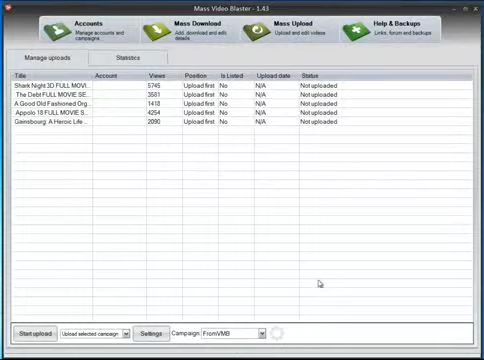 Mass Video Blaster - 1.43
Accounts
Manage accounts and campaigns.
Mass Download
Add, download and edit details.
Mass Upload
Upload and edit videos
Help & Backups
Links, forum and backups
Manage uploads
Statistics
Title Account Views Position Is Listed Upload date Status
Shark Night 3D FULL MOVI... 5745 Upload first No N/A Not uploaded
The Debt FULL MOVIE SE... 3581 Upload first No N/A Not uploaded
A Good Old Fashioned Org... 1418 Upload first No N/A Not uploaded
Appolo 18 FULL MOVIE S... 4254 Upload first No N/A Not uploaded
Gainsbourg: A Heroic Life... 2090 Upload first No N/A Not uploaded
Start upload Upload selected campaign Settings Campaign: FromVMB